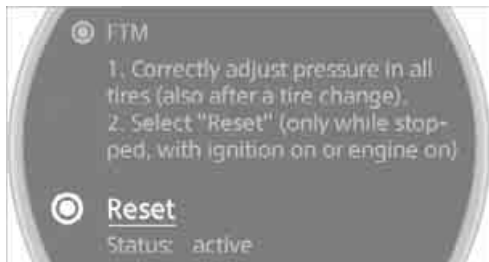 FTM
1. Correctly adjust pressure in all
tires (also after a tire change).
2. Select "Reset" (only while stop-
ped, with ignition on or engine on)
Reset
Status: active